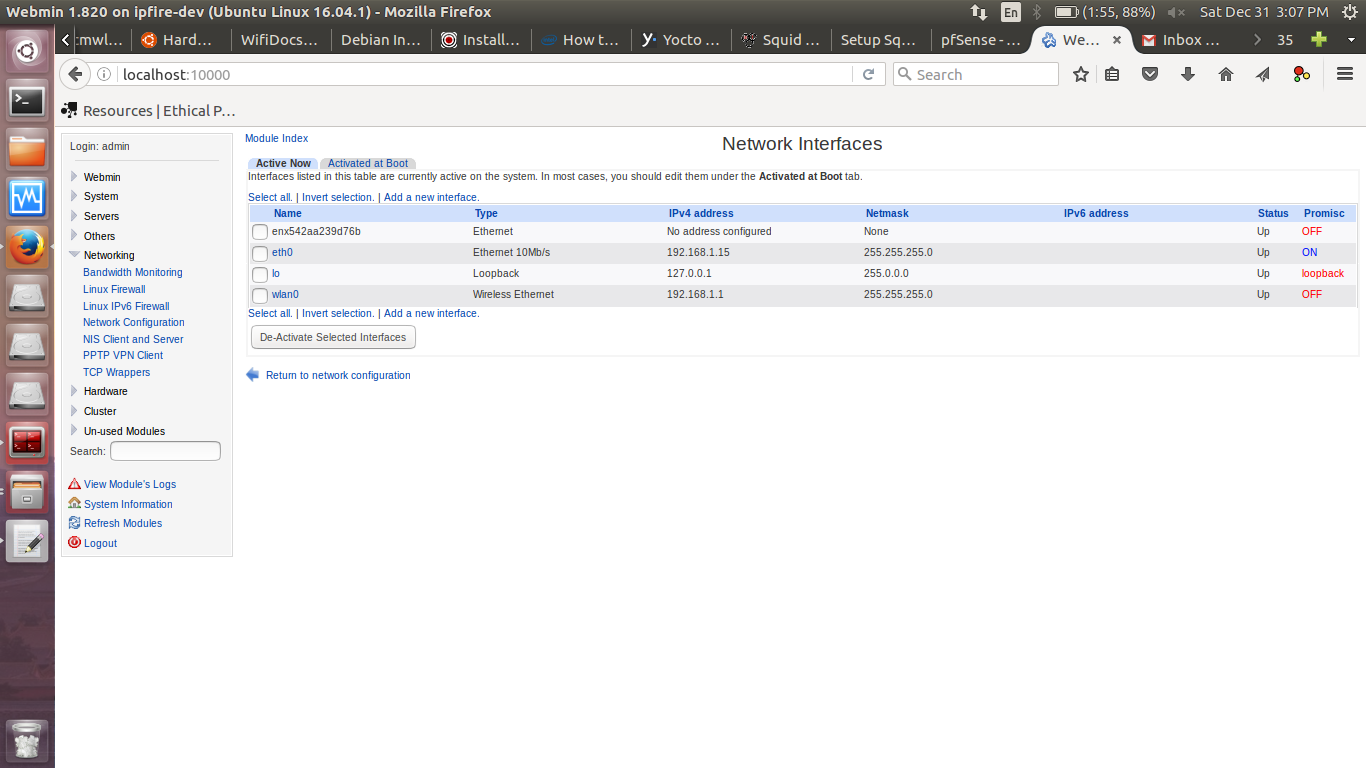 Webmin 1.820 on ipfire-dev (Ubuntu Linux 16.04.1) - Mozilla Firefox
En
(1:55, 88%)
Sat Dec 31 3:07 PM
:mwl...
Hard...
WifiDocs...
Debian In...
Install...
How t...
Yocto ...
Squid ...
Setup Sq...
pfSense - ...
We...
Inbox ...
35
localhost:10000
Search
Resources | Ethical P...
Login: admin
Webmin
System
Servers
Others
Networking
Bandwidth Monitoring
Linux Firewall
Linux IPv6 Firewall
Network Configuration
NIS Client and Server
PPTP VPN Client
TCP Wrappers
Hardware
Cluster
Un-used Modules
Search:
View Module's Logs
System Information
Refresh Modules
Logout
Module Index
Network Interfaces
Active Now
Activated at Boot
Interfaces listed in this table are currently active on the system. In most cases, you should edit them under the Activated at Boot tab.
Select all. | Invert selection. | Add a new interface.
Name Type IPv4 address Netmask IPv6 address Status Promisc
enx542aa239d76b Ethernet No address configured None Up OFF
eth0 Ethernet 10Mb/s 192.168.1.15 255.255.255.0 Up ON
lo Loopback 127.0.0.1 255.0.0.0 Up loopback
wlan0 Wireless Ethernet 192.168.1.1 255.255.255.0 Up OFF
Select all. | Invert selection. | Add a new interface.
De-Activate Selected Interfaces
Return to network configuration